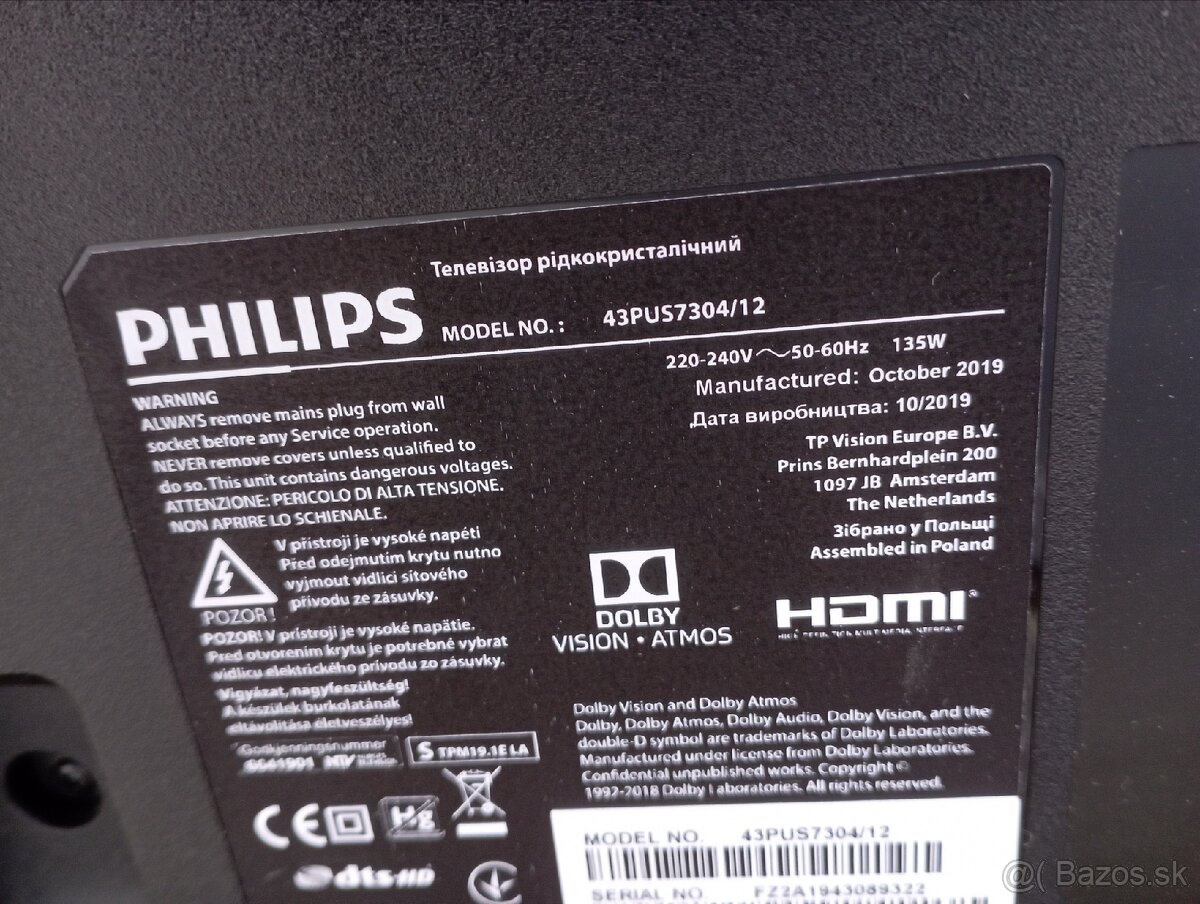 Телевізор рідкокристалічний
PHILIPS MODEL NO. : 43PUS7304/12
220-240V ～ 50-60Hz 135W
Manufactured: October 2019
Дата виробництва: 10/2019
TP Vision Europe B.V.
Prins Bernhardplein 200
1097 JB Amsterdam
The Netherlands
Зібрано у Польщі
Assembled in Poland
WARNING
ALWAYS remove mains plug from wall
socket before any Service operation.
NEVER remove covers unless qualified to
do so. This unit contains dangerous voltages.
ATTENZIONE: PERICOLO DI ALTA TENSIONE.
NON APRIRE LO SCHIENALE.
V přístroji je vysoké napětí
Před odejmutím krytu nutno
vyjmout vidlici síťového
přívodu ze zásuvky.
POZOR!
POZOR! V prístroji je vysoké napätie.
Pred otvorením krytu je potrebné vybrat
vidlicu elektrického prívodu zo zásuvky.
Vigyázat, nagyfeszültség!
A készülék burkolatának
eltávolítása életveszélyes!
Godkjenningsnummer
S TPM19.1E LA
CE Hg
dts-HD
DOLBY
VISION • ATMOS
HDMI®
Dolby Vision and Dolby Atmos
Dolby, Dolby Atmos, Dolby Audio, Dolby Vision, and the
double-D symbol are trademarks of Dolby Laboratories.
Manufactured under license from Dolby Laboratories.
Confidential unpublished works. Copyright ©
1992-2018 Dolby Laboratories. All rights reserved.
MODEL NO. 43PUS7304/12
SERIAL NO. FZ2A1943089322
@( Bazos.sk